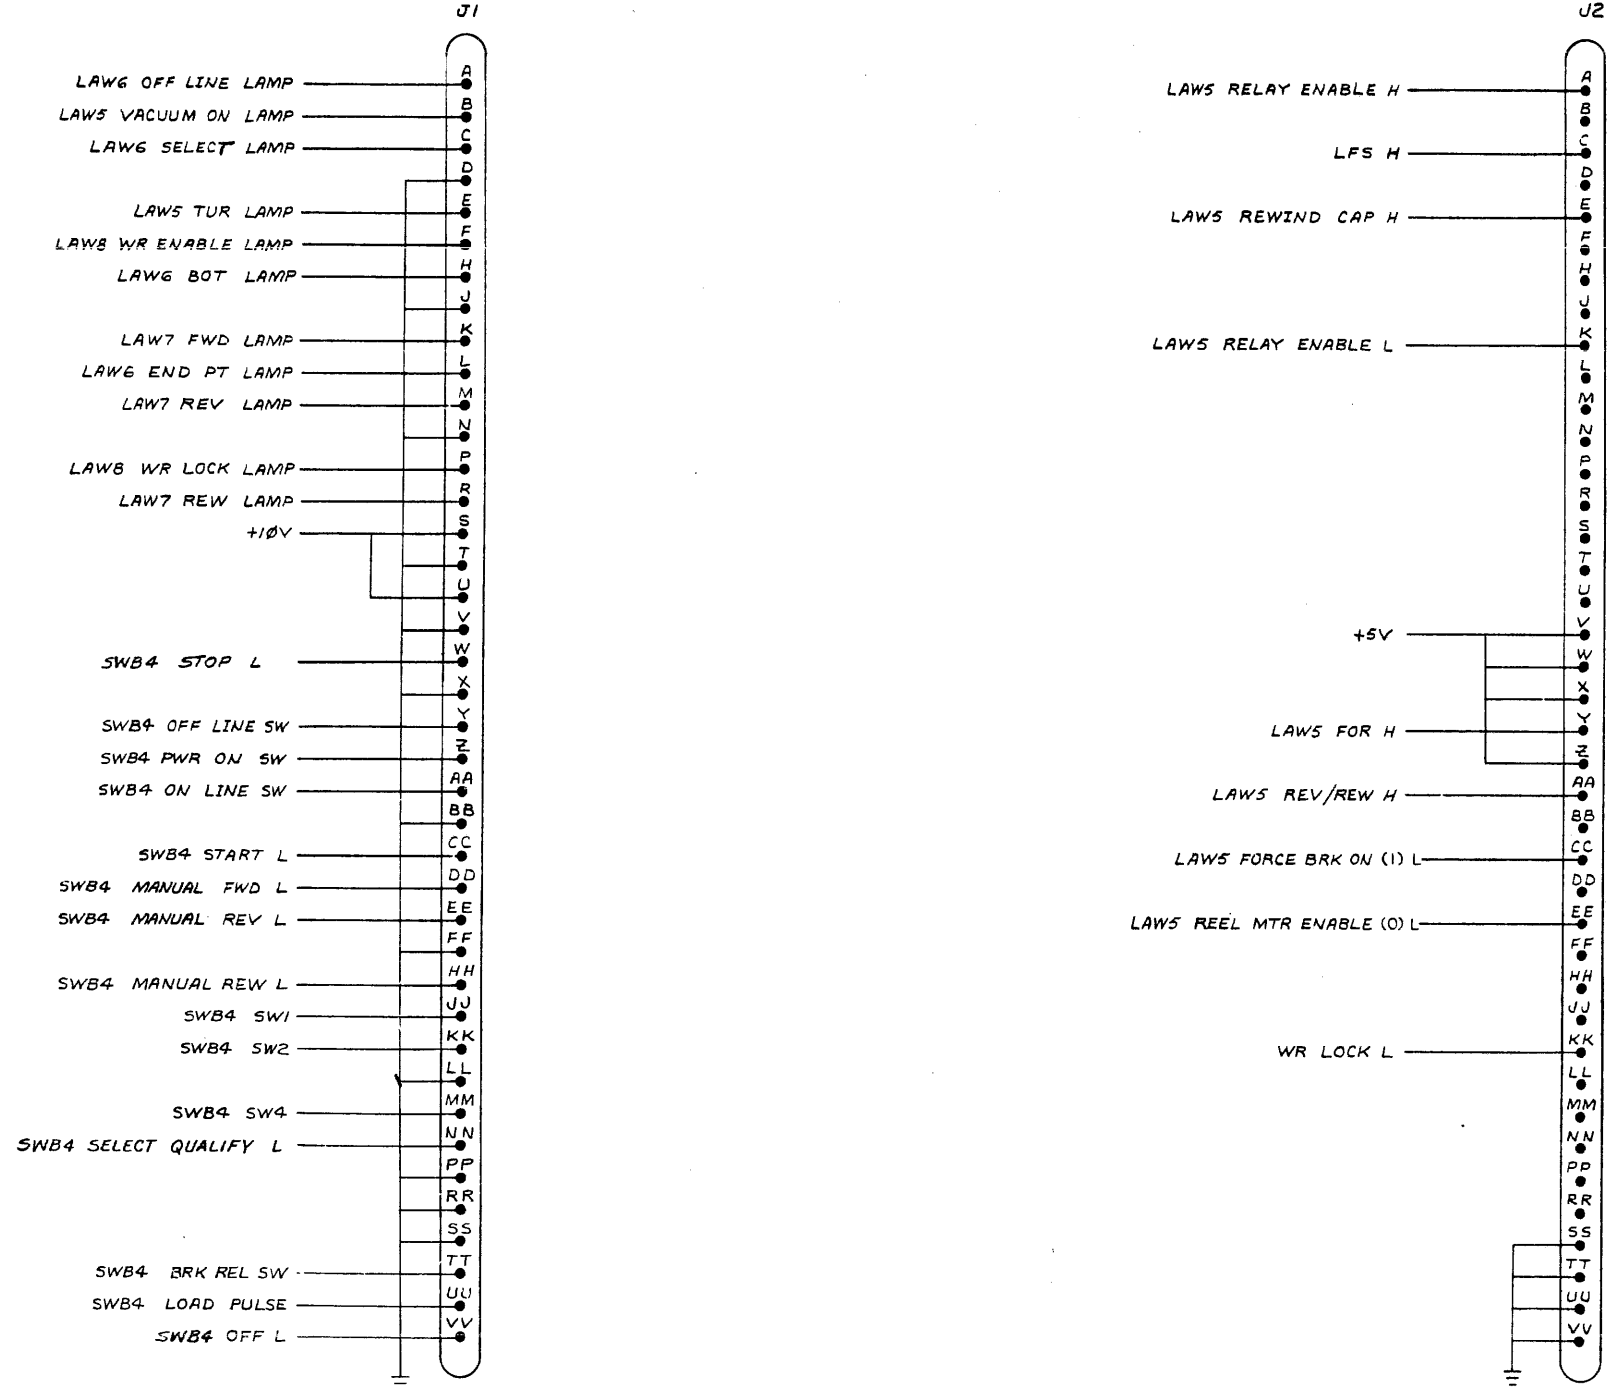 J1
A
LAW6 OFF LINE LAMP
B
LAW5 VACUUM ON LAMP
C
LAW6 SELECT LAMP
D
E
LAW5 TUR LAMP
F
LAW8 WR ENABLE LAMP
H
LAW6 BOT LAMP
J
K
LAW7 FWD LAMP
L
LAW6 END PT LAMP
M
LAW7 REV LAMP
N
P
LAW8 WR LOCK LAMP
R
LAW7 REW LAMP
S
+1ØV
T
U
V
W
SWB4 STOP L
X
Y
SWB4 OFF LINE SW
Z
SWB4 PWR ON SW
AA
SWB4 ON LINE SW
BB
CC
SWB4 START L
DD
SWB4 MANUAL FWD L
EE
SWB4 MANUAL REV L
FF
HH
SWB4 MANUAL REW L
JJ
SWB4 SW1
KK
SWB4 SW2
LL
MM
SWB4 SW4
NN
SWB4 SELECT QUALIFY L
PP
RR
SS
TT
SWB4 BRK REL SW
UU
SWB4 LOAD PULSE
VV
SWB4 OFF L
J2
A
LAW5 RELAY ENABLE H
B
C
LFS H
D
E
LAW5 REWIND CAP H
F
H
J
K
LAW5 RELAY ENABLE L
L
M
N
P
R
S
T
U
V
+5V
W
X
Y
LAW5 FOR H
Z
AA
LAW5 REV/REW H
BB
CC
LAW5 FORCE BRK ON (1) L
DD
EE
LAW5 REEL MTR ENABLE (0) L
FF
HH
JJ
KK
WR LOCK L
LL
MM
NN
PP
RR
SS
TT
UU
VV